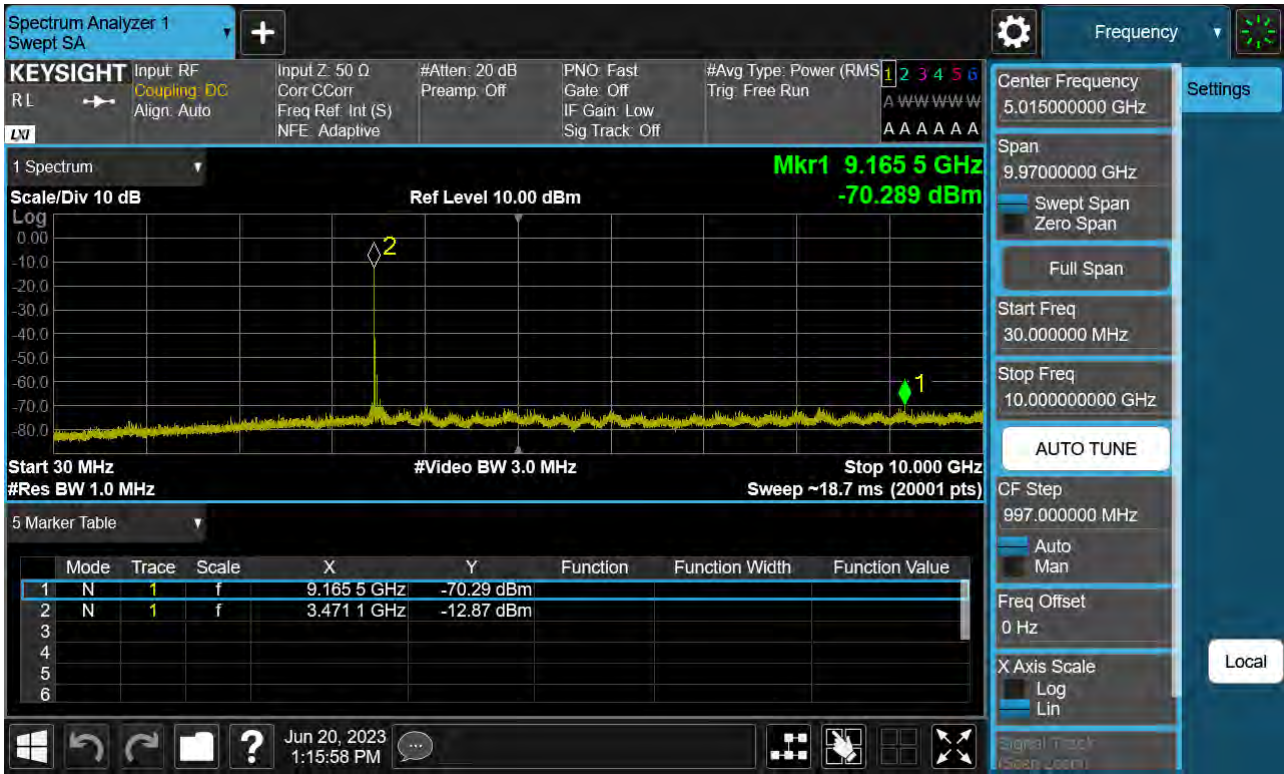 Spectrum Analyzer 1
Swept SA
+
Frequency
KEYSIGHT
RL
LXI
Input: RF
Coupling: DC
Align: Auto
Input Z: 50 Ω
Corr CCorr
Freq Ref: Int (S)
NFE: Adaptive
#Atten: 20 dB
Preamp: Off
PNO: Fast
Gate: Off
IF Gain: Low
Sig Track: Off
#Avg Type: Power (RMS
Trig: Free Run
1 2 3 4 5 6
A W W W W W
A A A A A A
1 Spectrum
Mkr1 9.165 5 GHz
-70.289 dBm
Scale/Div 10 dB
Ref Level 10.00 dBm
Log
0.00
-10.0
-20.0
-30.0
-40.0
-50.0
-60.0
-70.0
-80.0
2
1
Start 30 MHz
#Video BW 3.0 MHz
Stop 10.000 GHz
#Res BW 1.0 MHz
Sweep ~18.7 ms (20001 pts)
5 Marker Table
Mode Trace Scale X Y Function Function Width Function Value
1 N 1 f 9.165 5 GHz -70.29 dBm
2 N 1 f 3.471 1 GHz -12.87 dBm
3
4
5
6
Jun 20, 2023
1:15:58 PM
?
Center Frequency
5.015000000 GHz
Settings
Span
9.97000000 GHz
Swept Span
Zero Span
Full Span
Start Freq
30.000000 MHz
Stop Freq
10.000000000 GHz
AUTO TUNE
CF Step
997.000000 MHz
Auto
Man
Freq Offset
0 Hz
X Axis Scale
Log
Lin
Local
Signal Track
(Span Zoom)